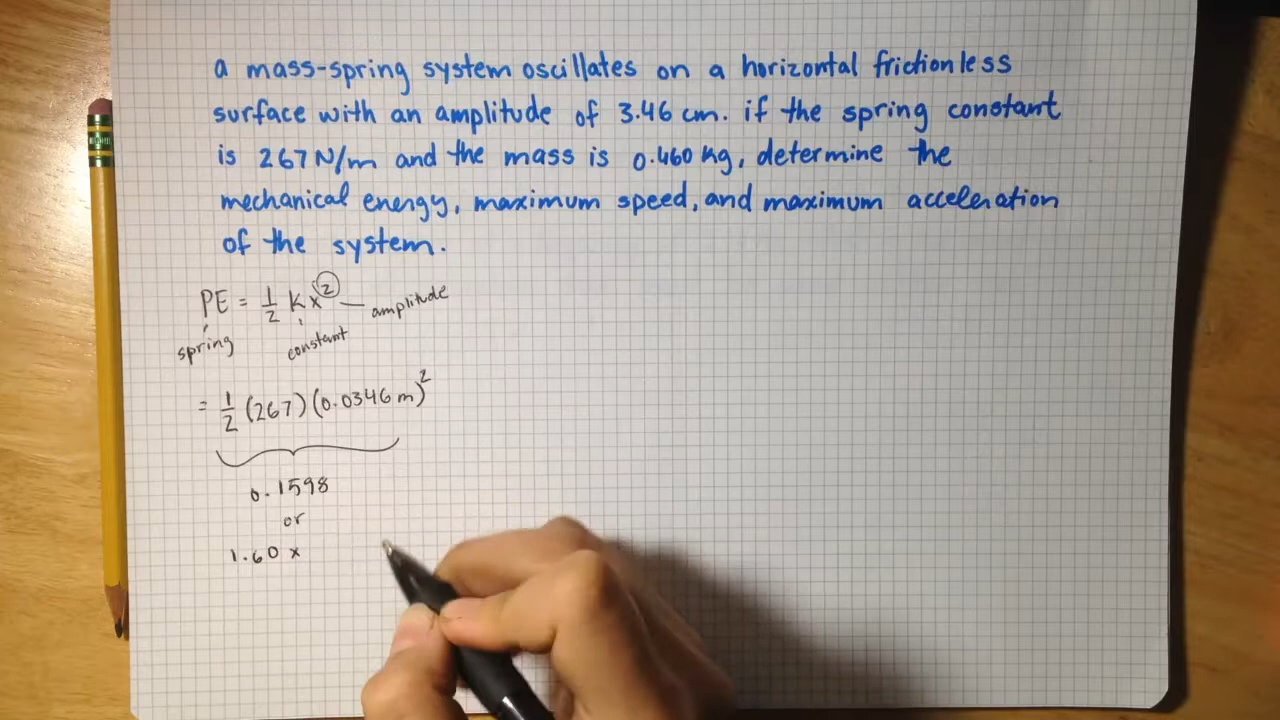 a mass-spring system oscillates on a horizontal frictionless
surface with an amplitude of 3.46 cm. if the spring constant
is 267 N/m and the mass is 0.460 kg, determine the
mechanical energy, maximum speed, and maximum acceleration
of the system.
PE = 1/2 K x² — amplitude
spring constant
= 1/2 (267)(0.0346 m)²
0.1598
or
1.60 x